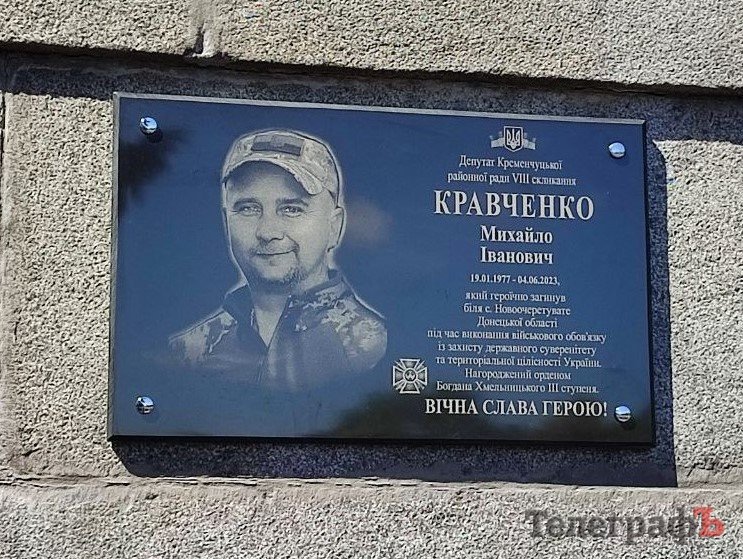 Депутат Кременчуцької
районної ради VIII скликання
КРАВЧЕНКО
Михайло
Іванович
19.01.1977 - 04.06.2023,
який героїчно загинув
біля с. Новоочеретувате
Донецької області
під час виконання військового обов'язку
із захисту державного суверенітету
та територіальної цілісності України.
Нагороджений орденом
Богдана Хмельницького ІІІ ступеня.
ВІЧНА СЛАВА ГЕРОЮ!
ТелеграфЪ